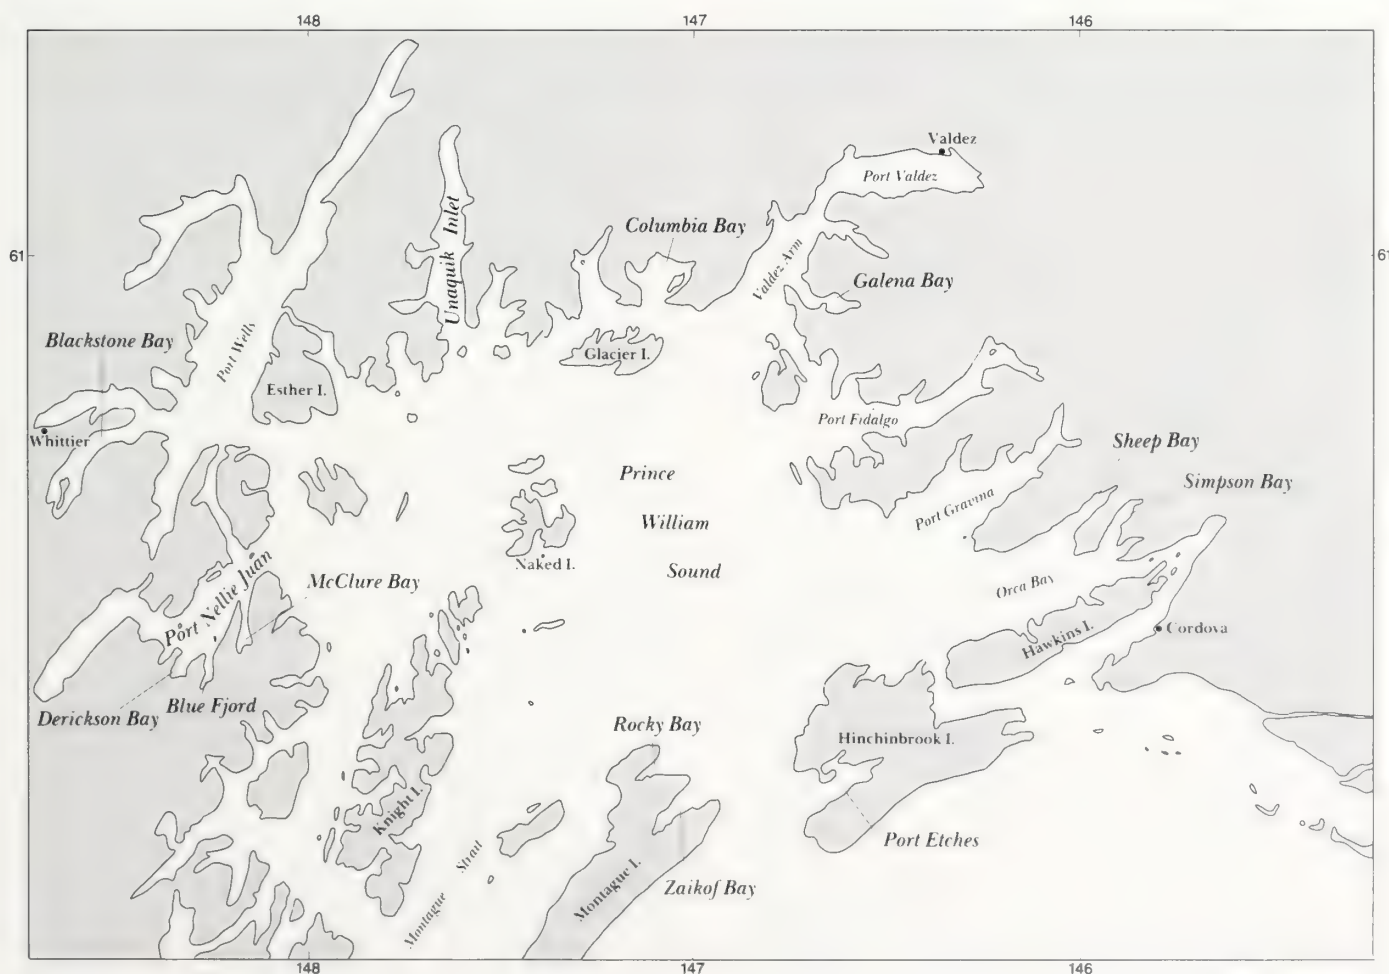 148
147
146
Valdez
Port Valdez
Unaquik Inlet
Columbia Bay
61
61
Valdez Arm
Galena Bay
Blackstone Bay
Port Wells
Glacier I.
Esther I.
Port Fidalgo
Whittier
Sheep Bay
Prince
Simpson Bay
Port Gravina
William
Naked I.
Sound
McClure Bay
Orca Bay
Port Nellie Juan
Hawkins I.
Cordova
Derickson Bay
Blue Fjord
Rocky Bay
Hinchinbrook I.
Knight I.
Port Etches
Montague Strait
Montague I.
Zaikof Bay
148
147
146